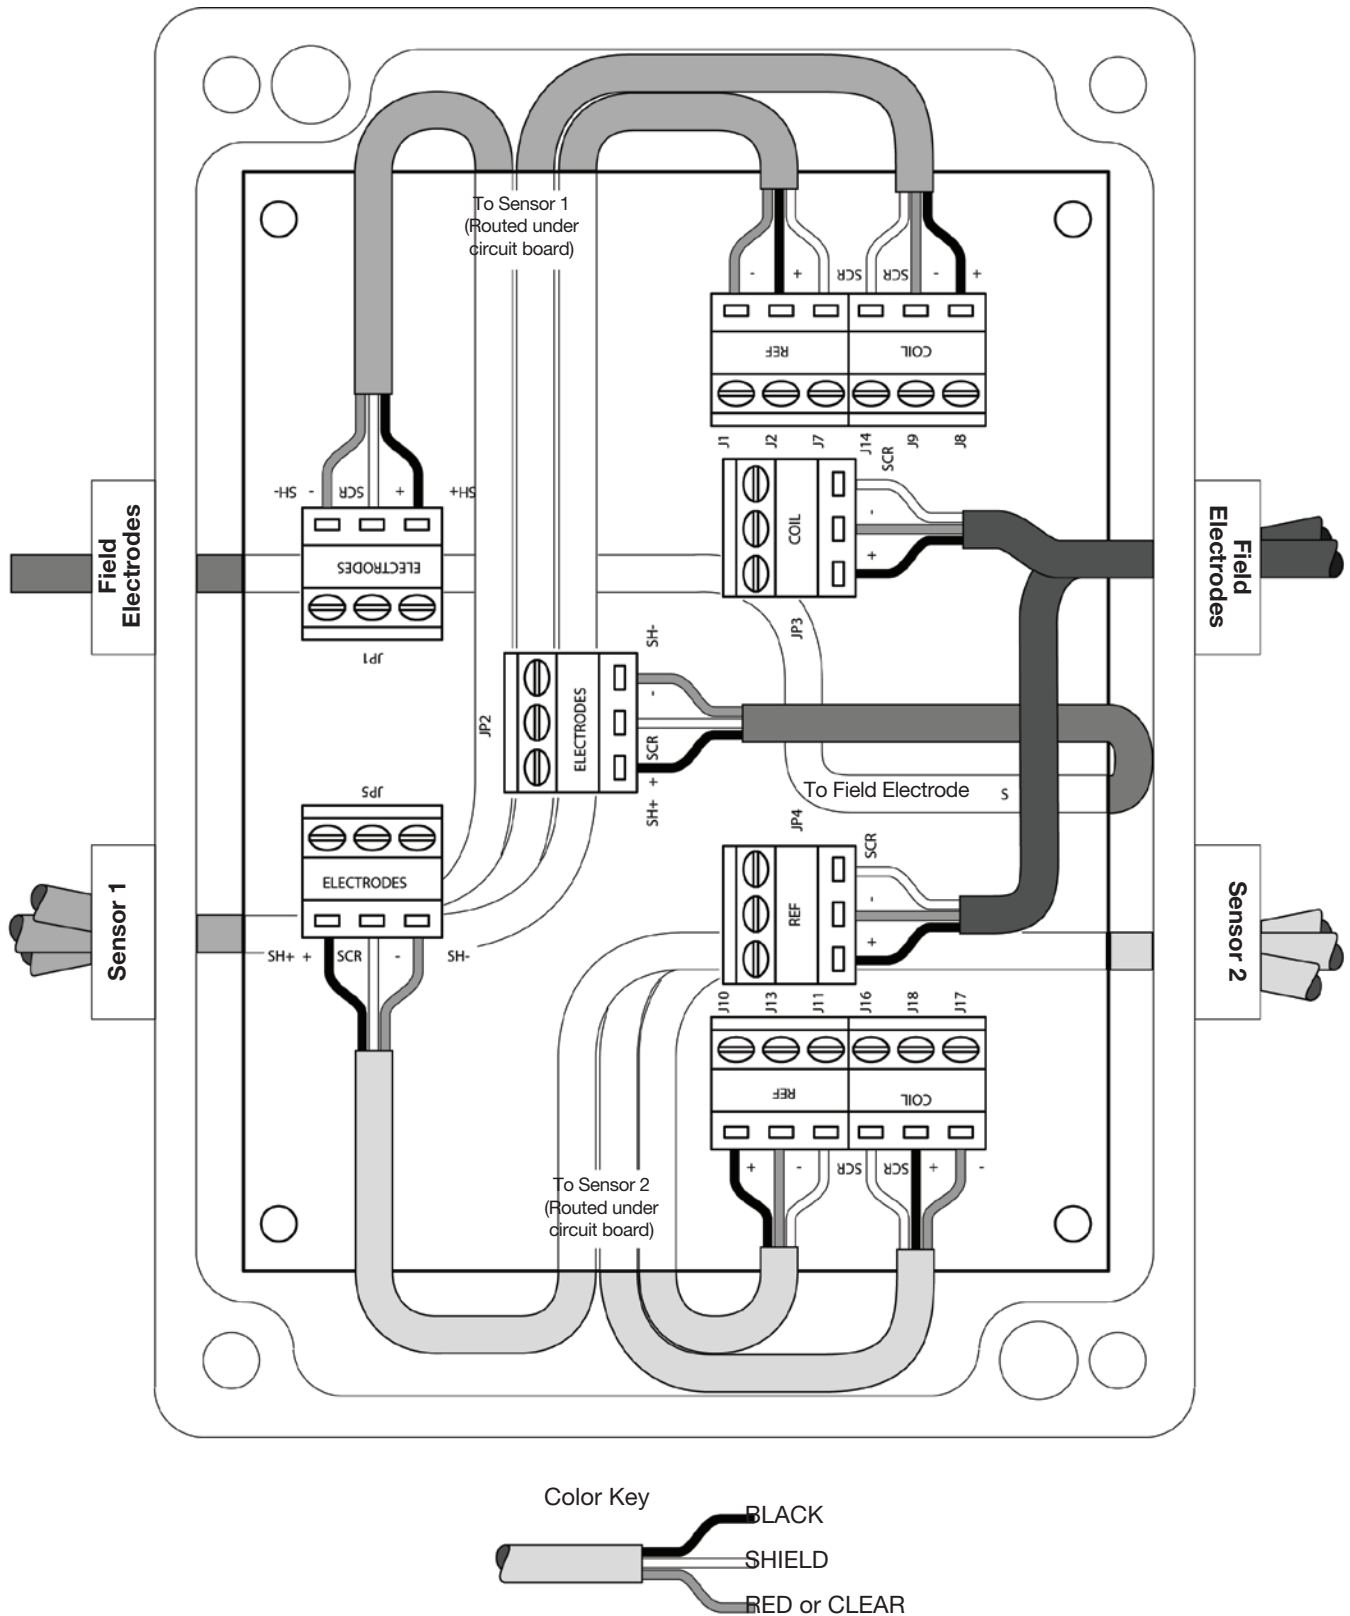 To Sensor 1
(Routed under
circuit board)
- + SCR SCR - +
REF COIL
J1 J2 J7 J14 J9 J8
SH- - SCR + SH+
ELECTRODES
JP1
SCR
-
+
COIL
JP3
Field
Electrodes
Field
Electrodes
SH-
-
SCR
+
SH+
ELECTRODES
JP2
To Field Electrode S
JP5
ELECTRODES
SH+ + SCR - SH-
JP4
SCR
-
+
REF
Sensor 1
Sensor 2
J10 J13 J11 J16 J18 J17
REF COIL
+ - SCR SCR + -
To Sensor 2
(Routed under
circuit board)
Color Key
BLACK
SHIELD
RED or CLEAR